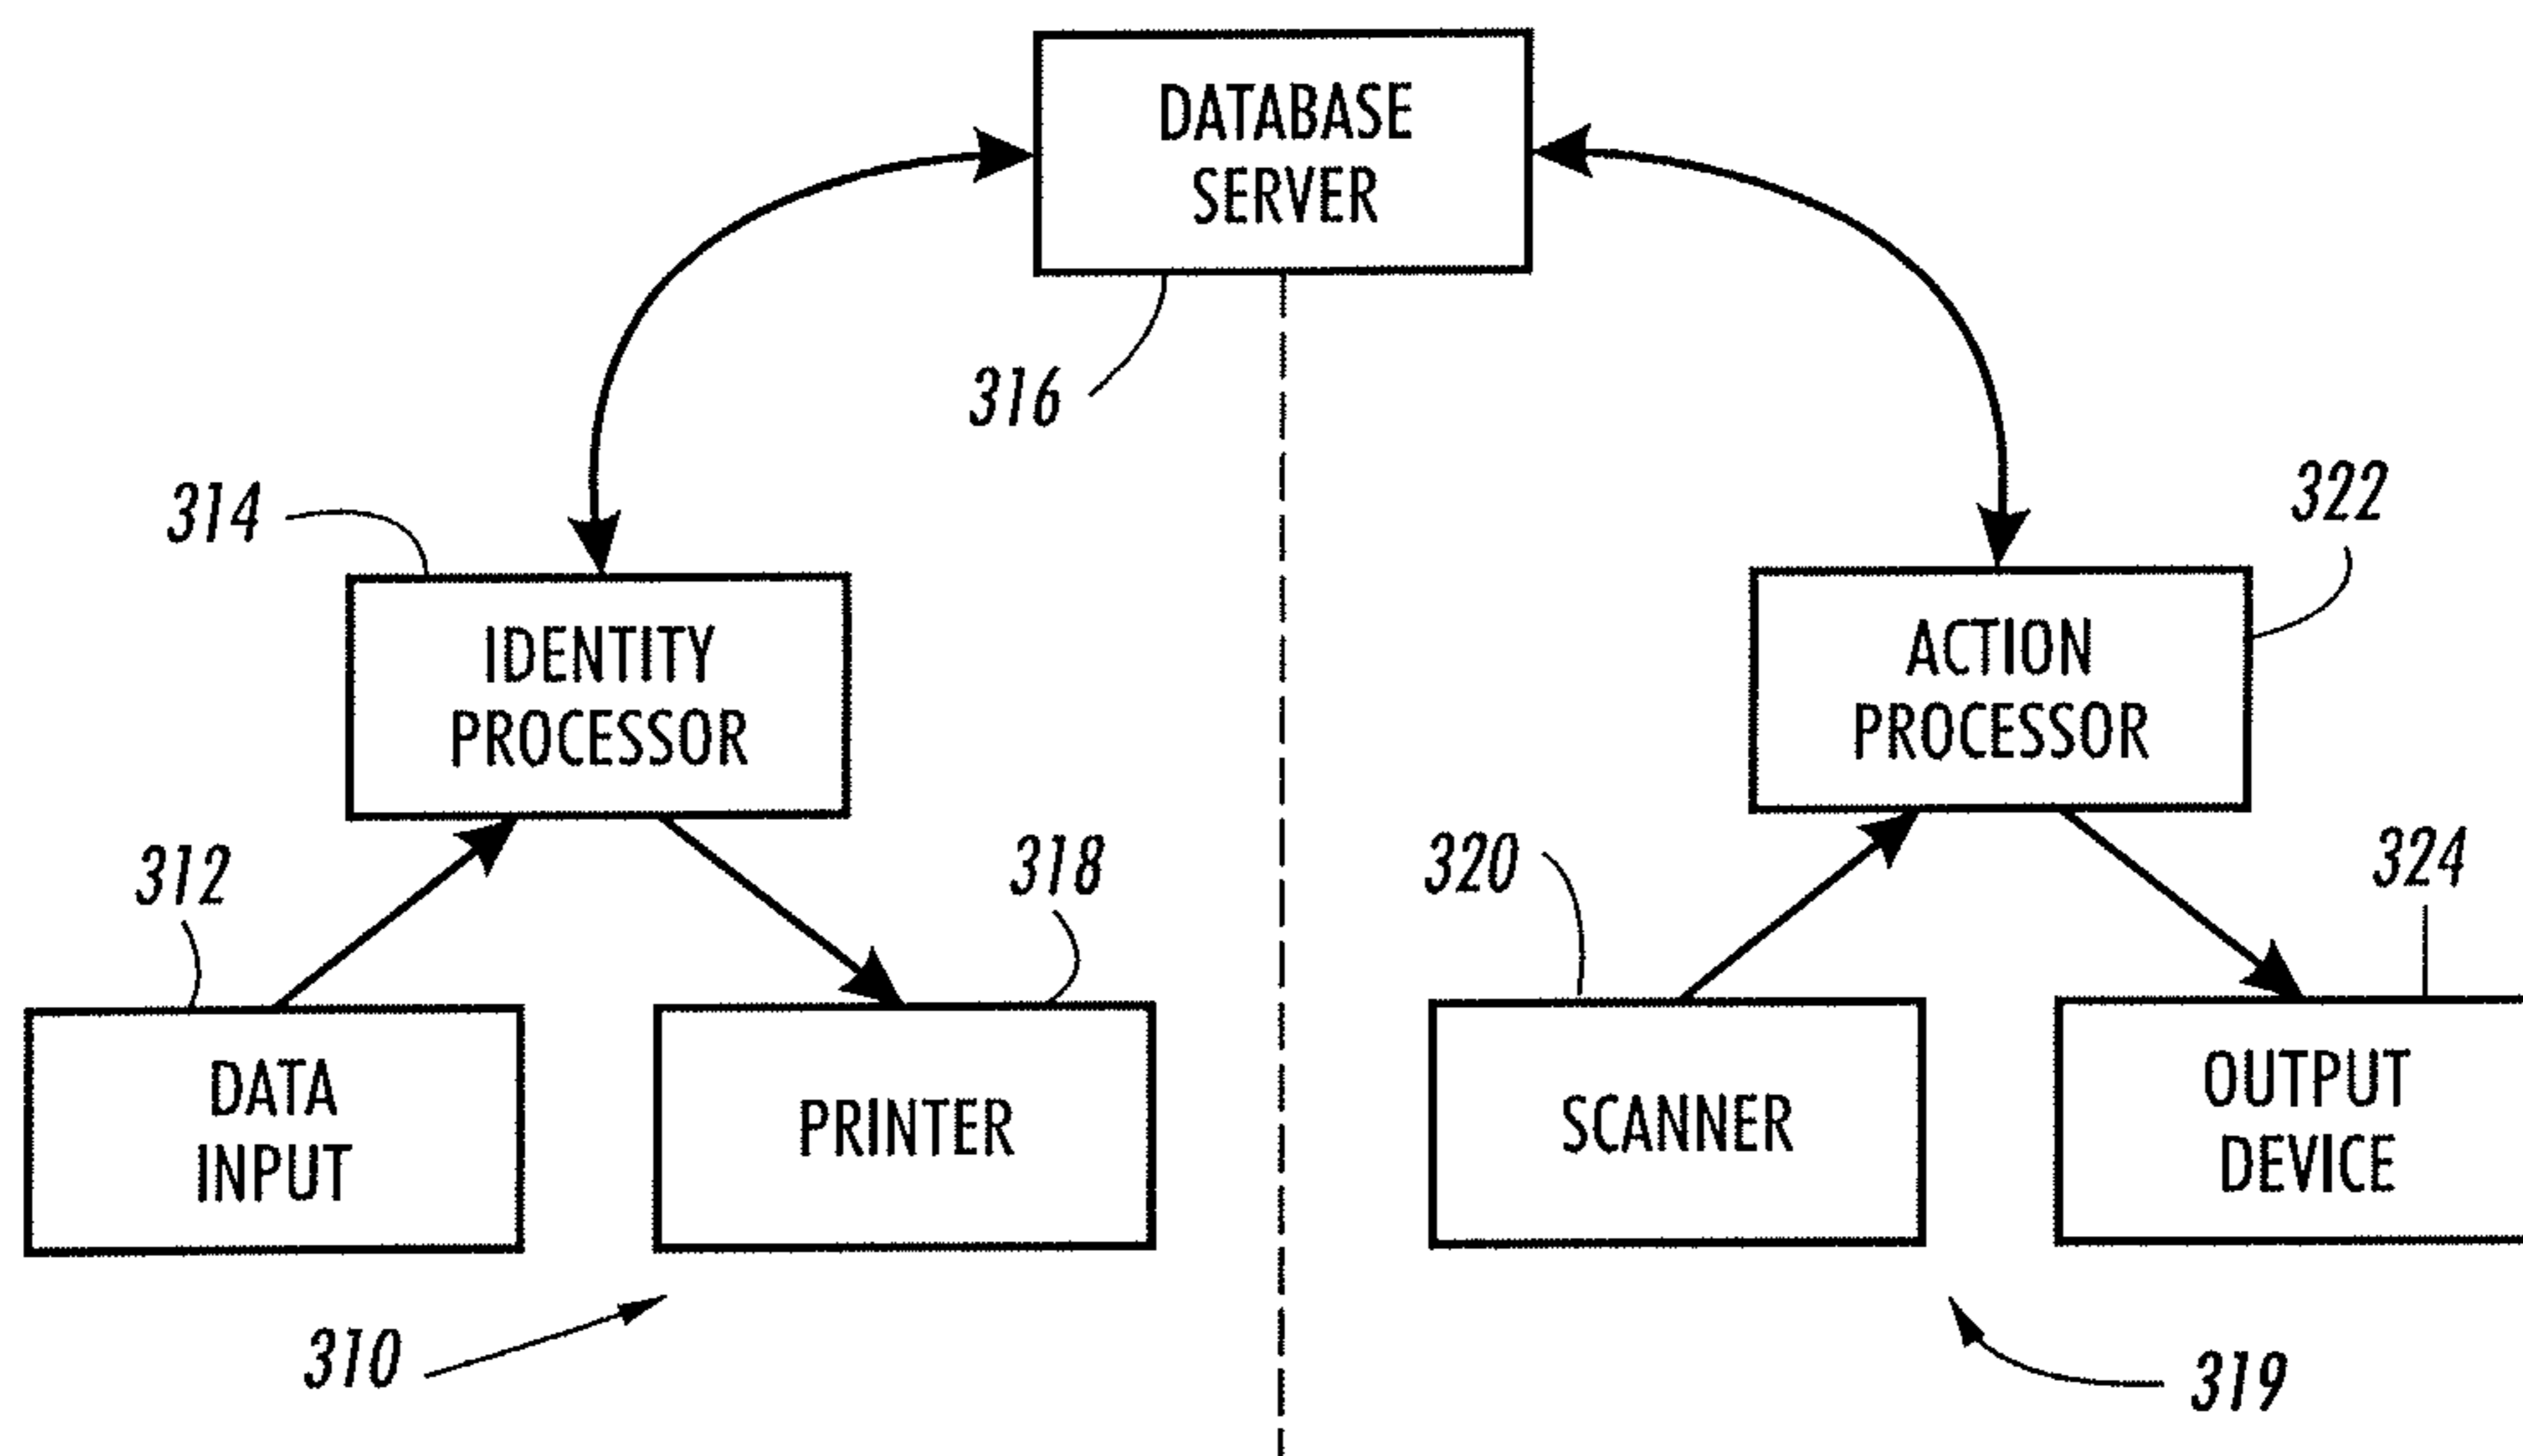 DATABASE
SERVER
316
314
322
IDENTITY
PROCESSOR
ACTION
PROCESSOR
312
318
320
324
DATA
INPUT
PRINTER
SCANNER
OUTPUT
DEVICE
310
319